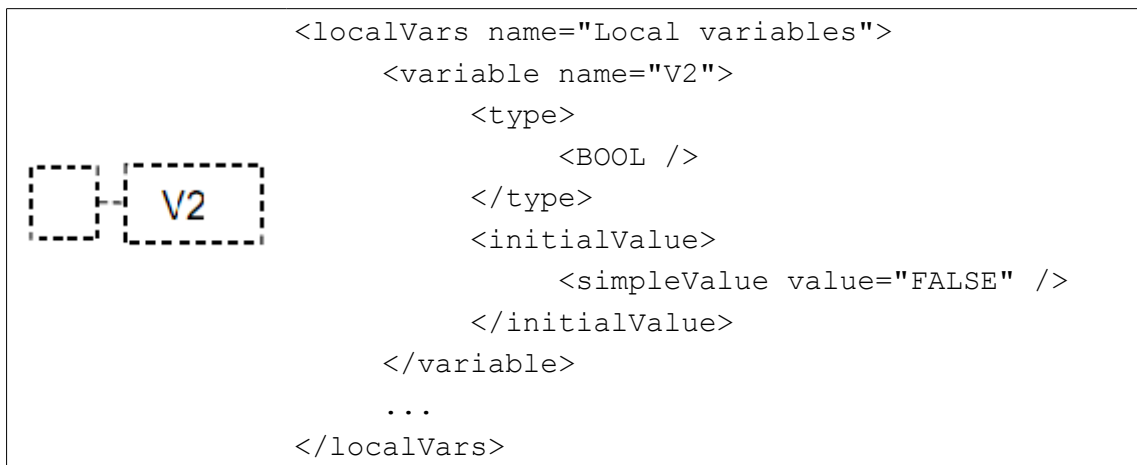 <localVars name="Local variables">
<variable name="V2">
<type>
<BOOL />
V2
</type>
<initialValue>
<simpleValue value="FALSE" />
</initialValue>
</variable>
...
</localVars>